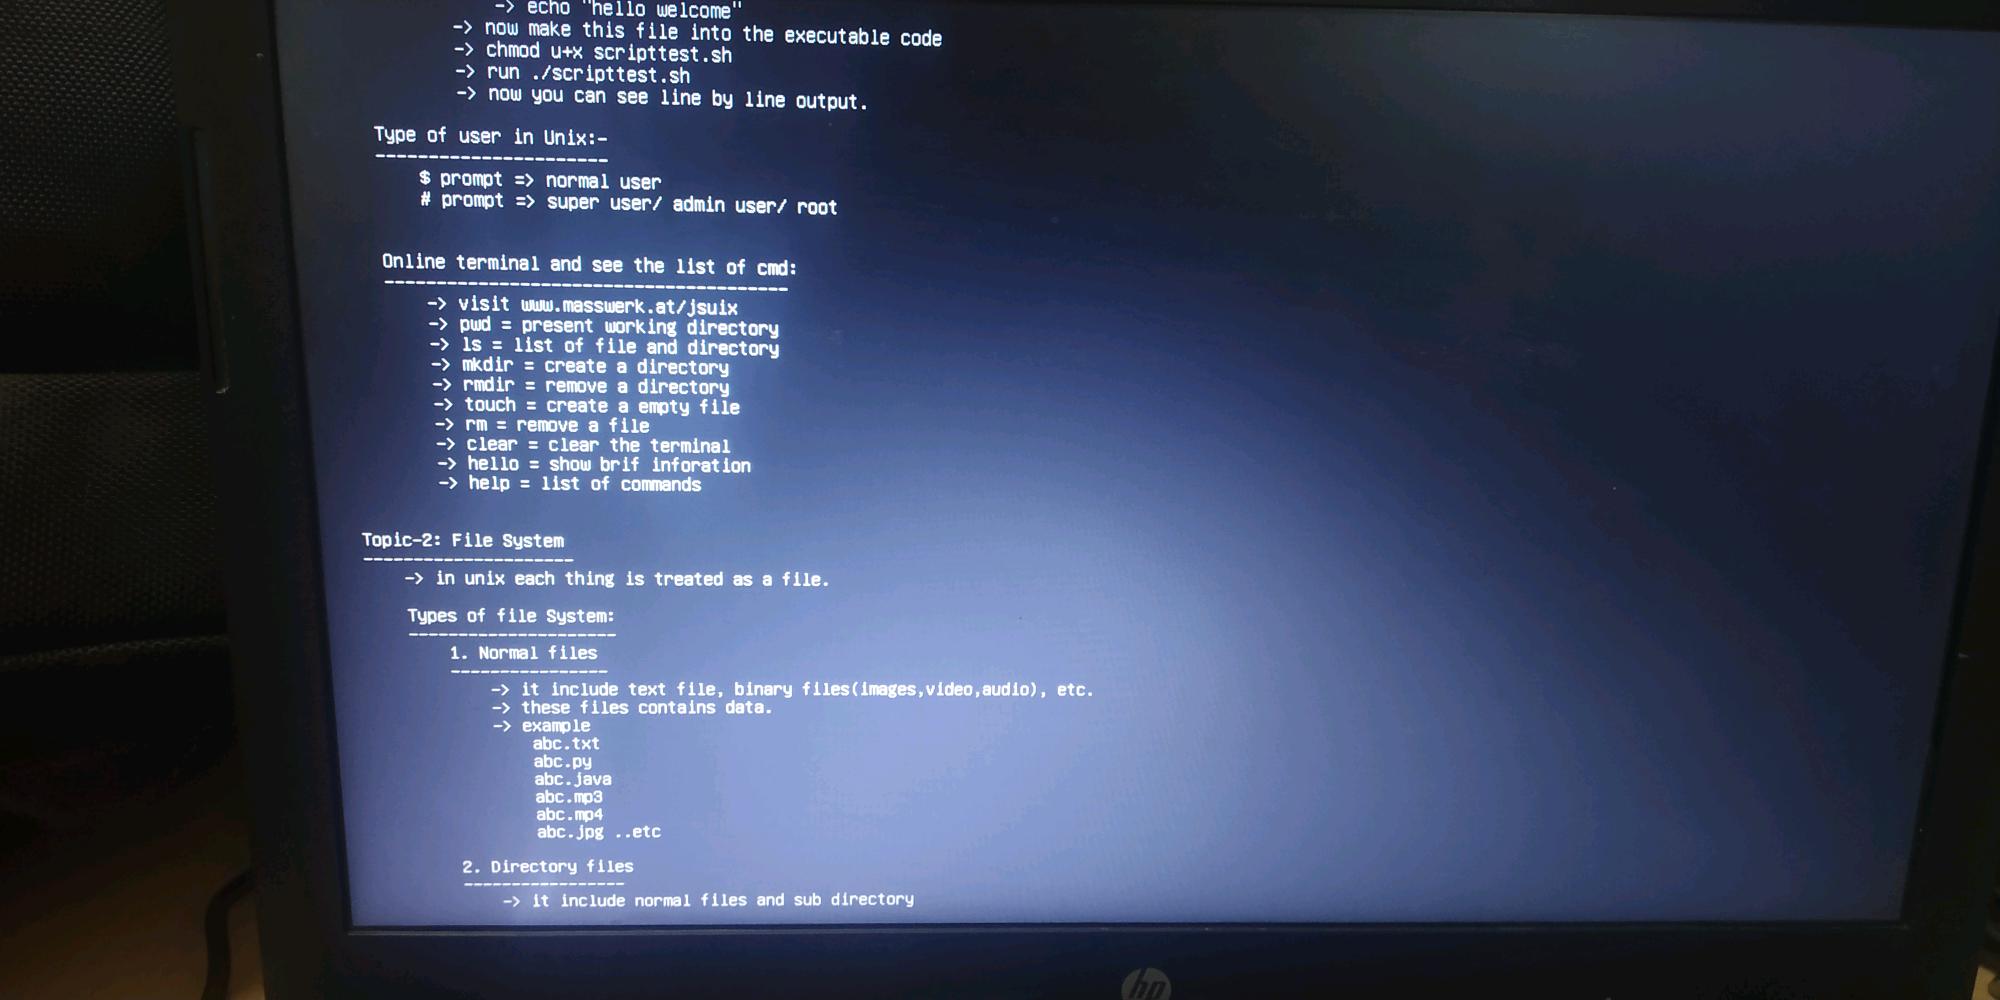 -> echo "hello welcome"
-> now make this file into the executable code
-> chmod u+x scripttest.sh
-> run ./scripttest.sh
-> now you can see line by line output.
Type of user in Unix:-
----------------------
$ prompt => normal user
# prompt => super user/ admin user/ root
Online terminal and see the list of cmd:
---------------------------------------
-> visit www.masswerk.at/jsuix
-> pwd = present working directory
-> ls = list of file and directory
-> mkdir = create a directory
-> rmdir = remove a directory
-> touch = create a empty file
-> rm = remove a file
-> clear = clear the terminal
-> hello = show brif inforation
-> help = list of commands
Topic-2: File System
---------------------
-> in unix each thing is treated as a file.
Types of file System:
---------------------
1. Normal files
----------------
-> it include text file, binary files(images,video,audio), etc.
-> these files contains data.
-> example
abc.txt
abc.py
abc.java
abc.mp3
abc.mp4
abc.jpg ..etc
2. Directory files
-----------------
-> it include normal files and sub directory
hp